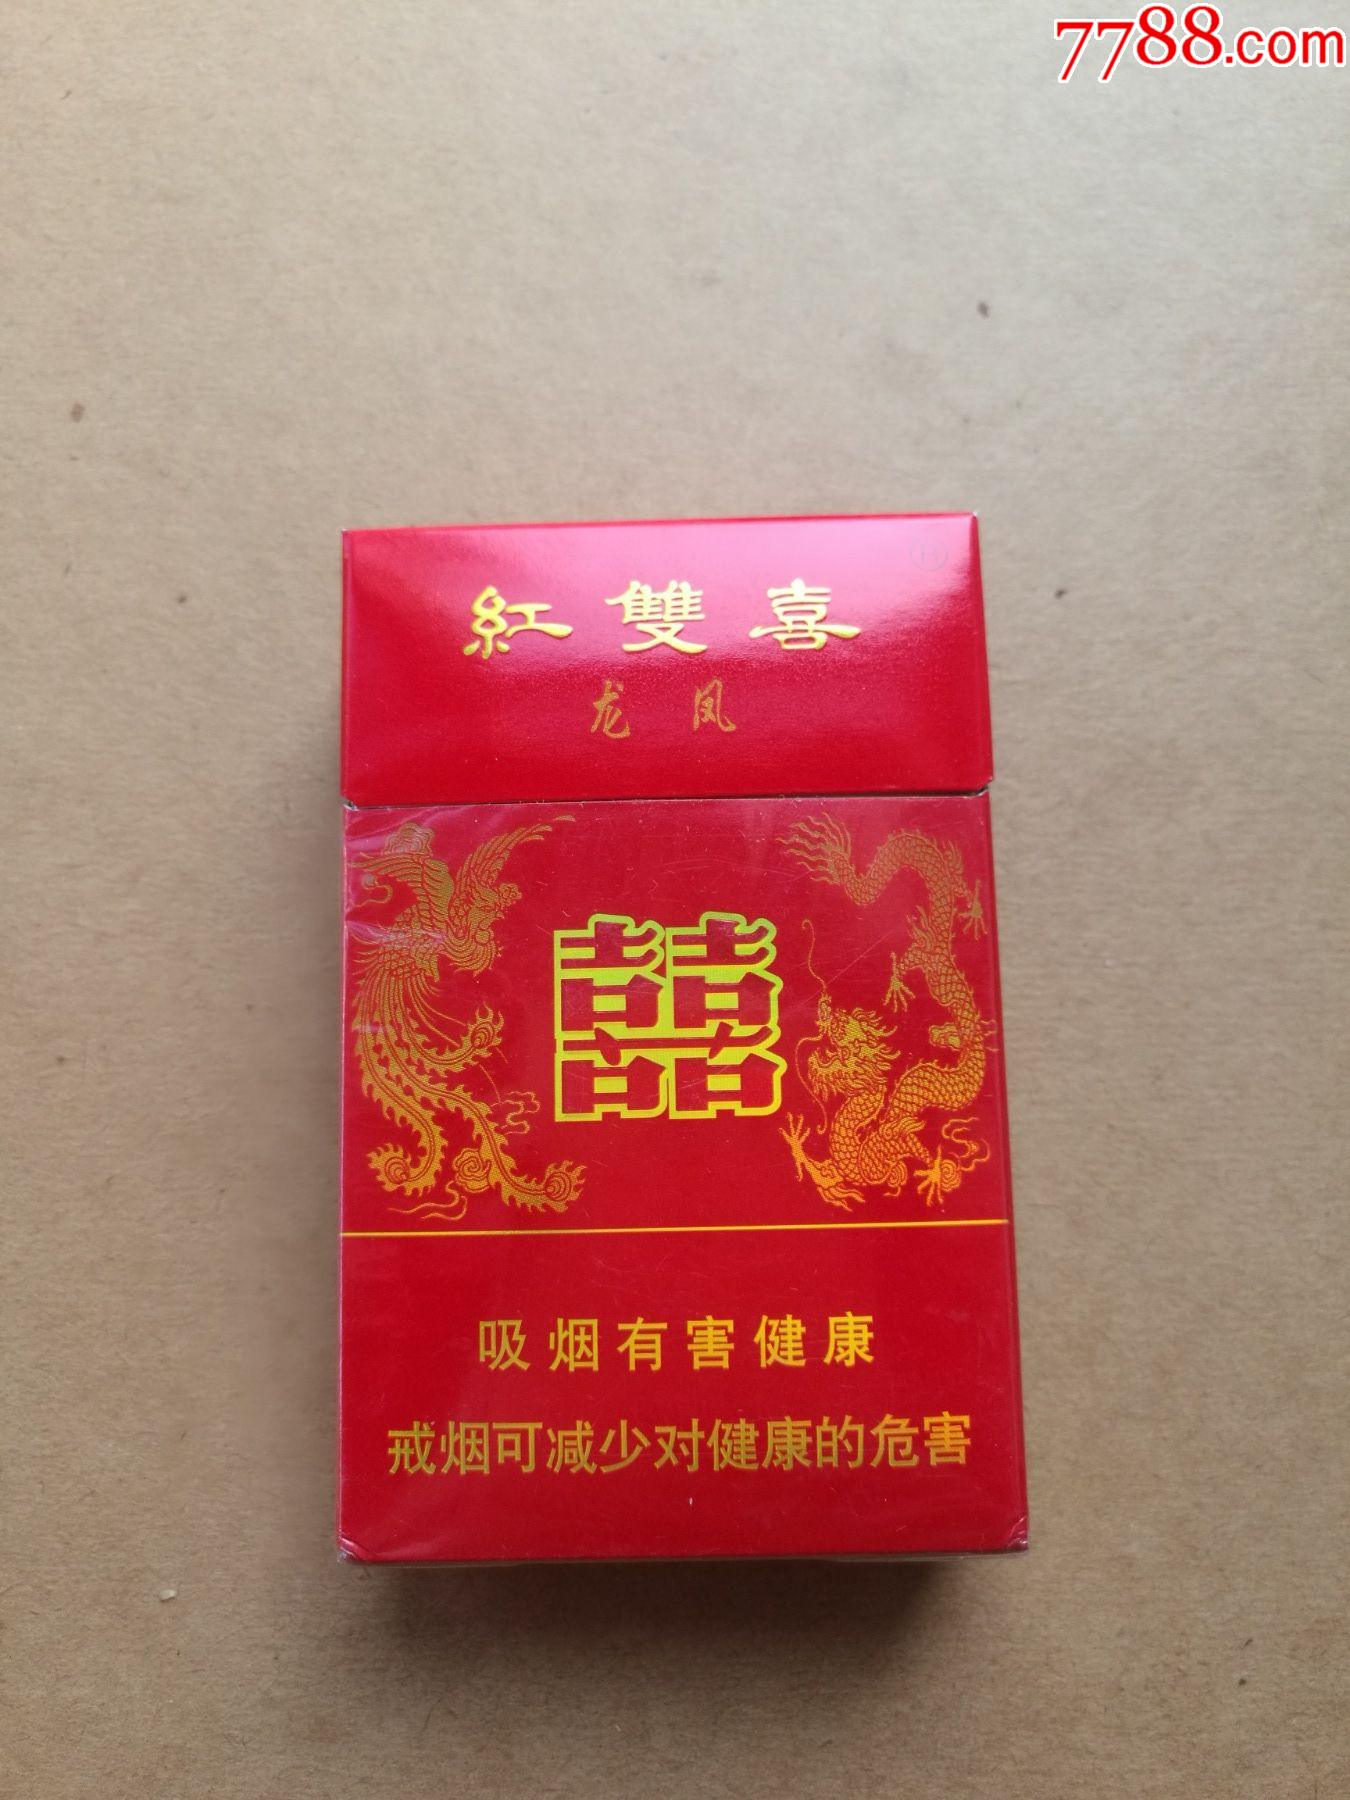 7788.com
紅雙喜
龙凤
囍
吸烟有害健康
戒烟可减少对健康的危害